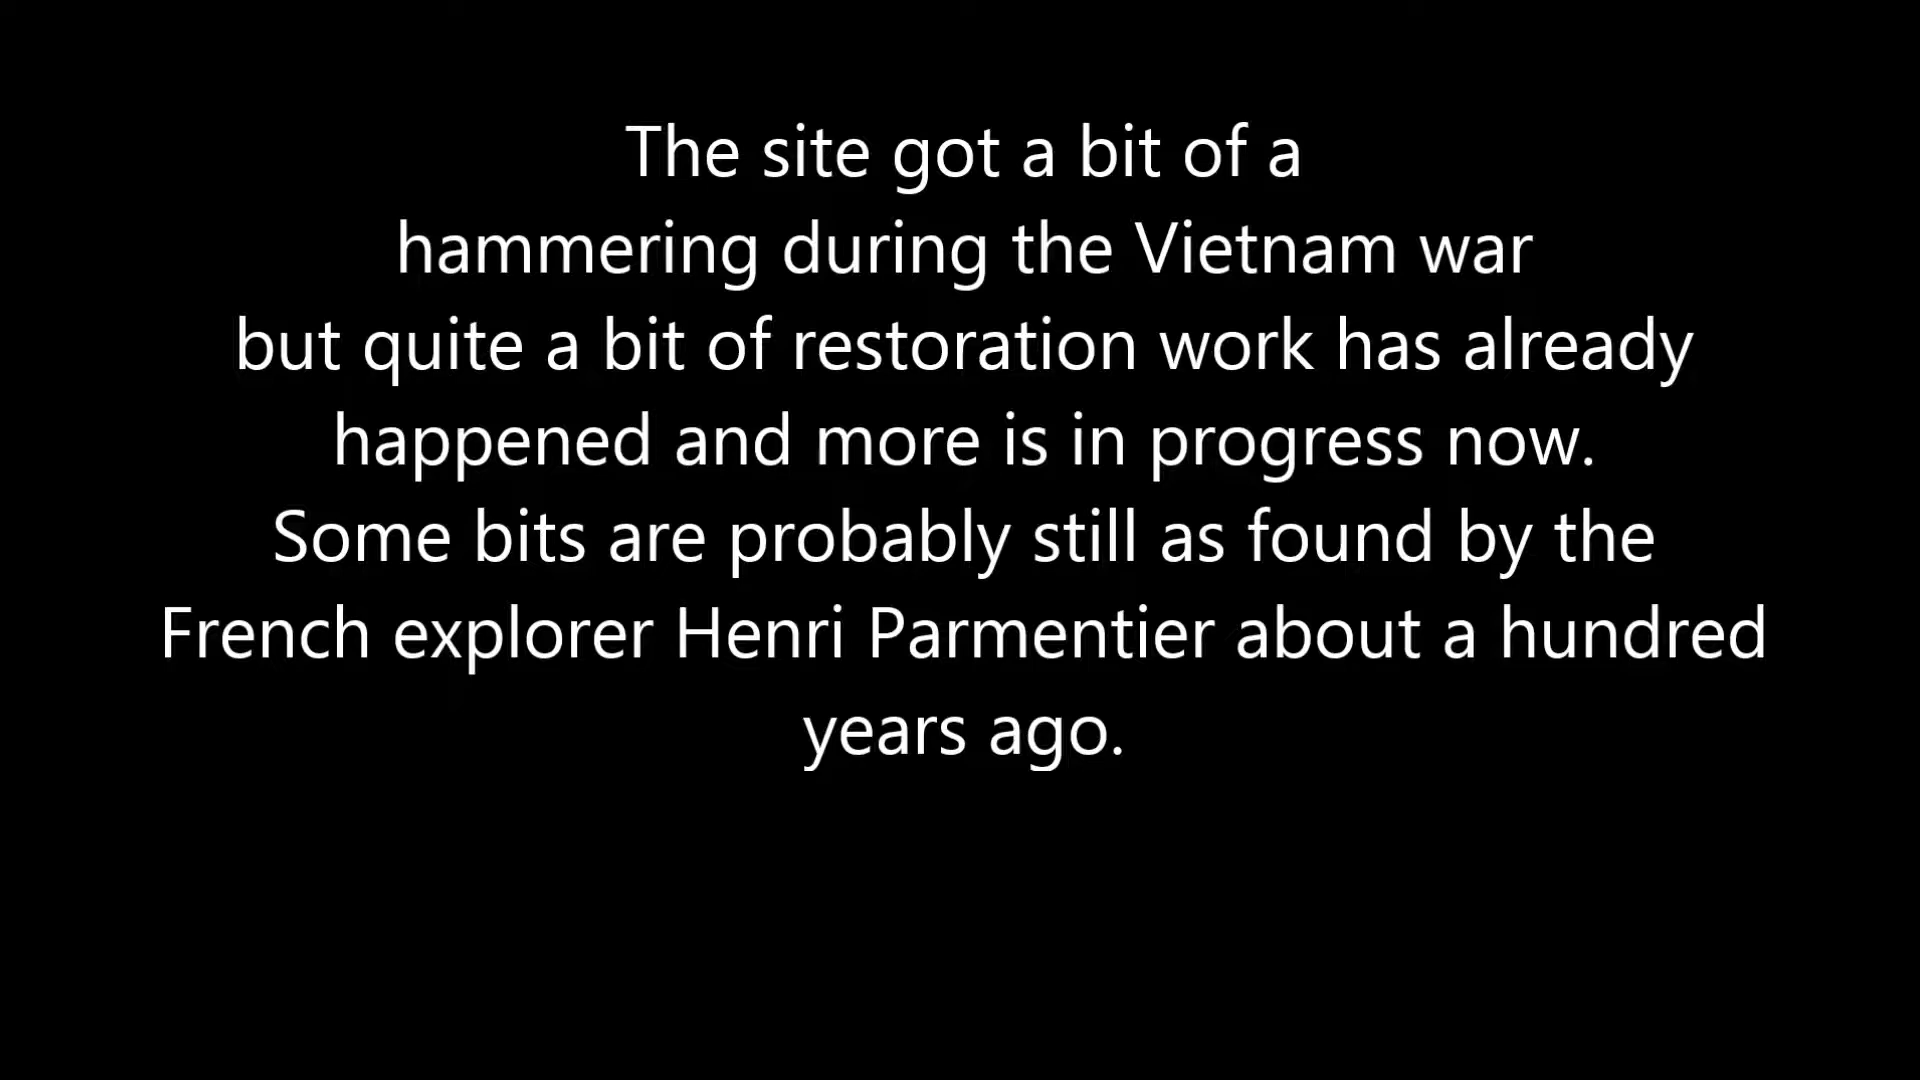 The site got a bit of a
hammering during the Vietnam war
but quite a bit of restoration work has already
happened and more is in progress now.
Some bits are probably still as found by the
French explorer Henri Parmentier about a hundred
years ago.